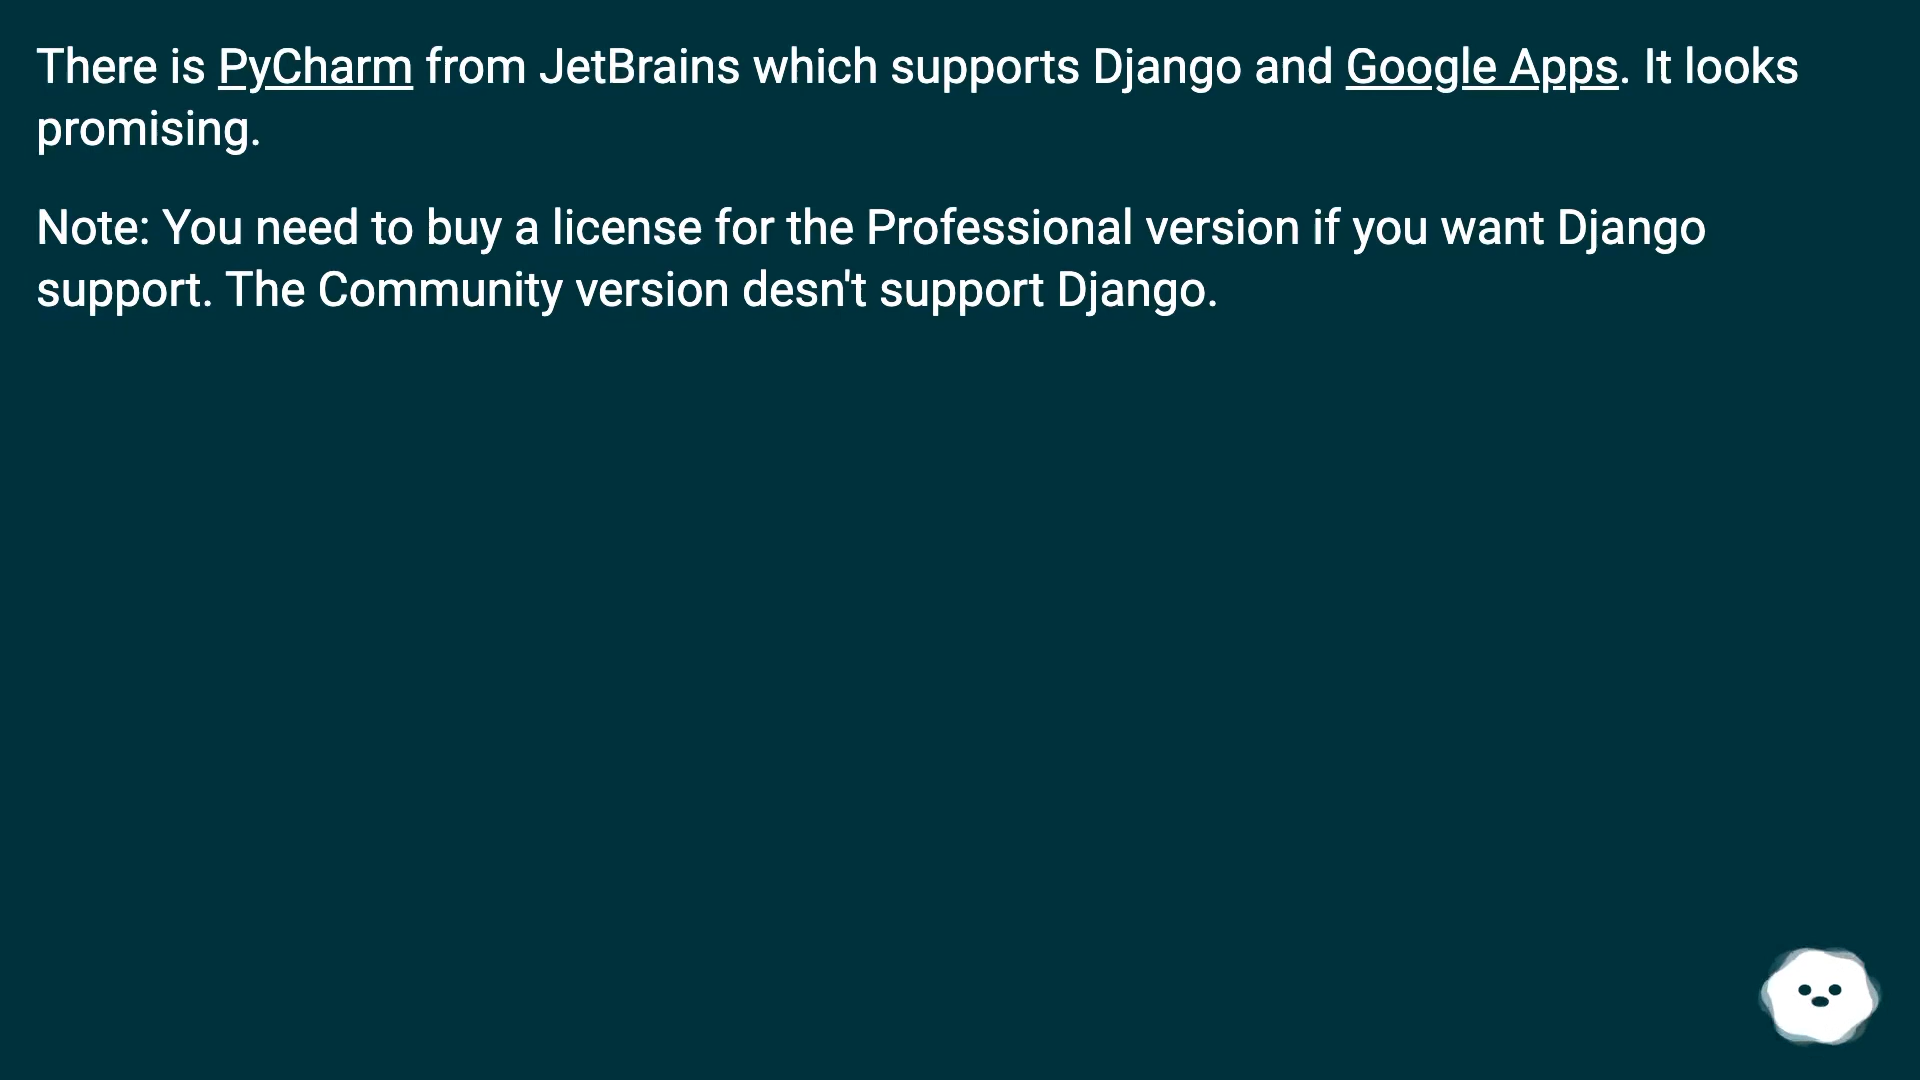 There is PyCharm from JetBrains which supports Django and Google Apps. It looks
promising.
Note: You need to buy a license for the Professional version if you want Django
support. The Community version desn't support Django.